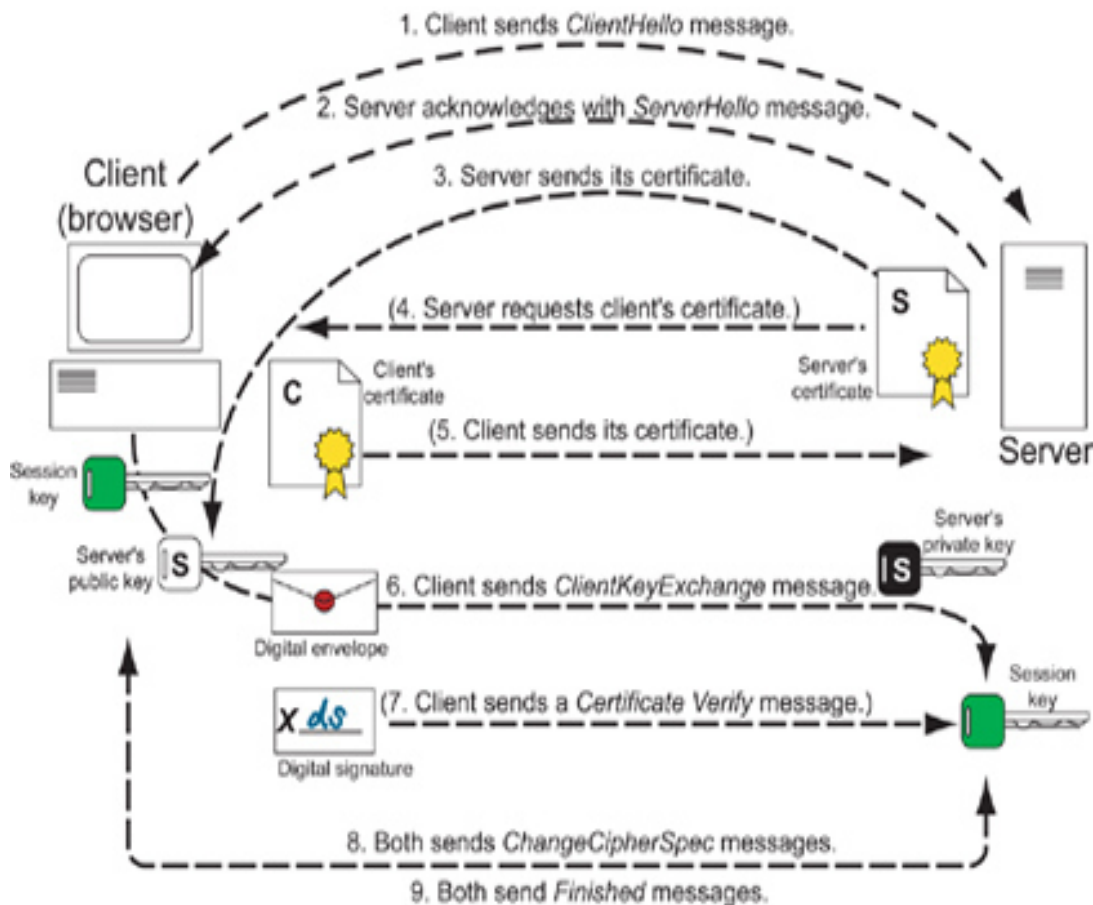 1. Client sends ClientHello message.
2. Server acknowledges with ServerHello message.
3. Server sends its certificate.
Client
(browser)
(4. Server requests client's certificate.)
S
Server's
certificate
Client's
certificate
C
(5. Client sends its certificate.)
Server
Session
key
Server's
public key
S
Server's
private key
S
6. Client sends ClientKeyExchange message.
Digital envelope
Session
key
(7. Client sends a Certificate Verify message.)
X ds
Digital signature
8. Both sends ChangeCipherSpec messages.
9. Both send Finished messages.